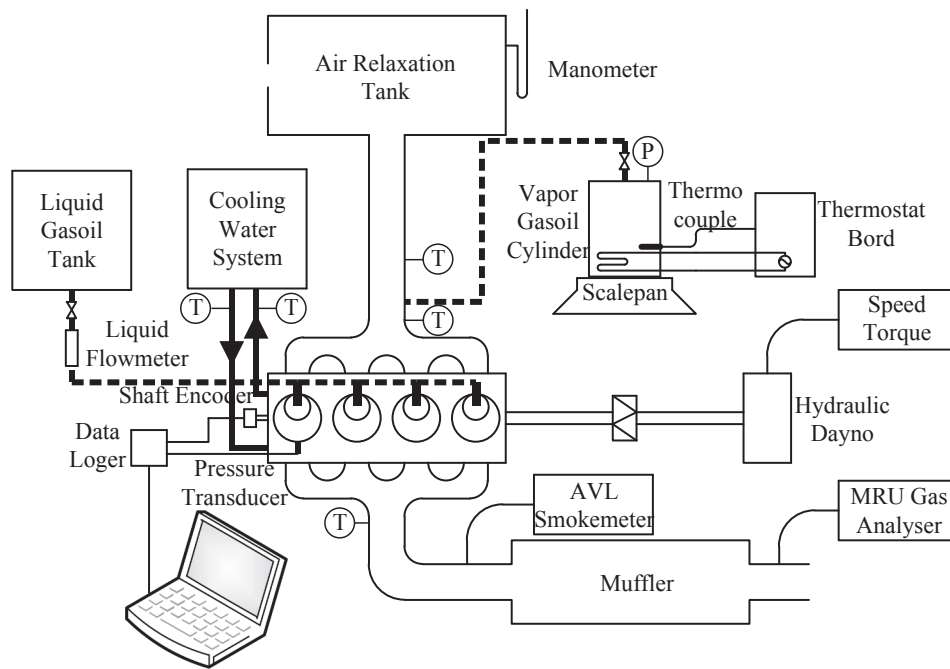 Air Relaxation
Tank
Manometer
P
Liquid
Gasoil
Tank
Cooling
Water
System
Vapor
Gasoil
Cylinder
Thermo
couple
Thermostat
Bord
T
Scalepan
T
T
T
Speed
Torque
Liquid
Flowmeter
Shaft Encoder
Hydraulic
Dayno
Data
Loger
Pressure
Transducer
T
AVL
Smokemeter
MRU Gas
Analyser
Muffler